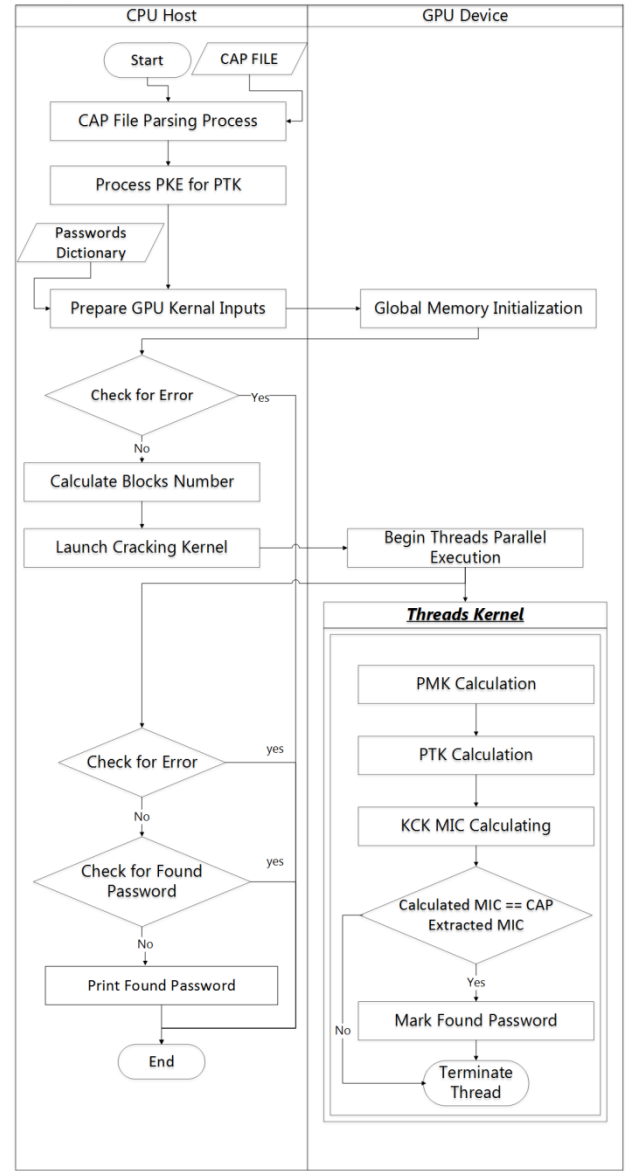 CPU Host
GPU Device
Start
CAP FILE
CAP File Parsing Process
Process PKE for PTK
Passwords
Dictionary
Prepare GPU Kernal Inputs
Global Memory Initialization
Check for Error
Yes
No
Calculate Blocks Number
Launch Cracking Kernel
Begin Threads Parallel
Execution
Threads Kernel
PMK Calculation
PTK Calculation
KCK MIC Calculating
Calculated MIC == CAP
Extracted MIC
Yes
No
Mark Found Password
Terminate
Thread
Check for Error
yes
No
Check for Found
Password
yes
No
Print Found Password
End